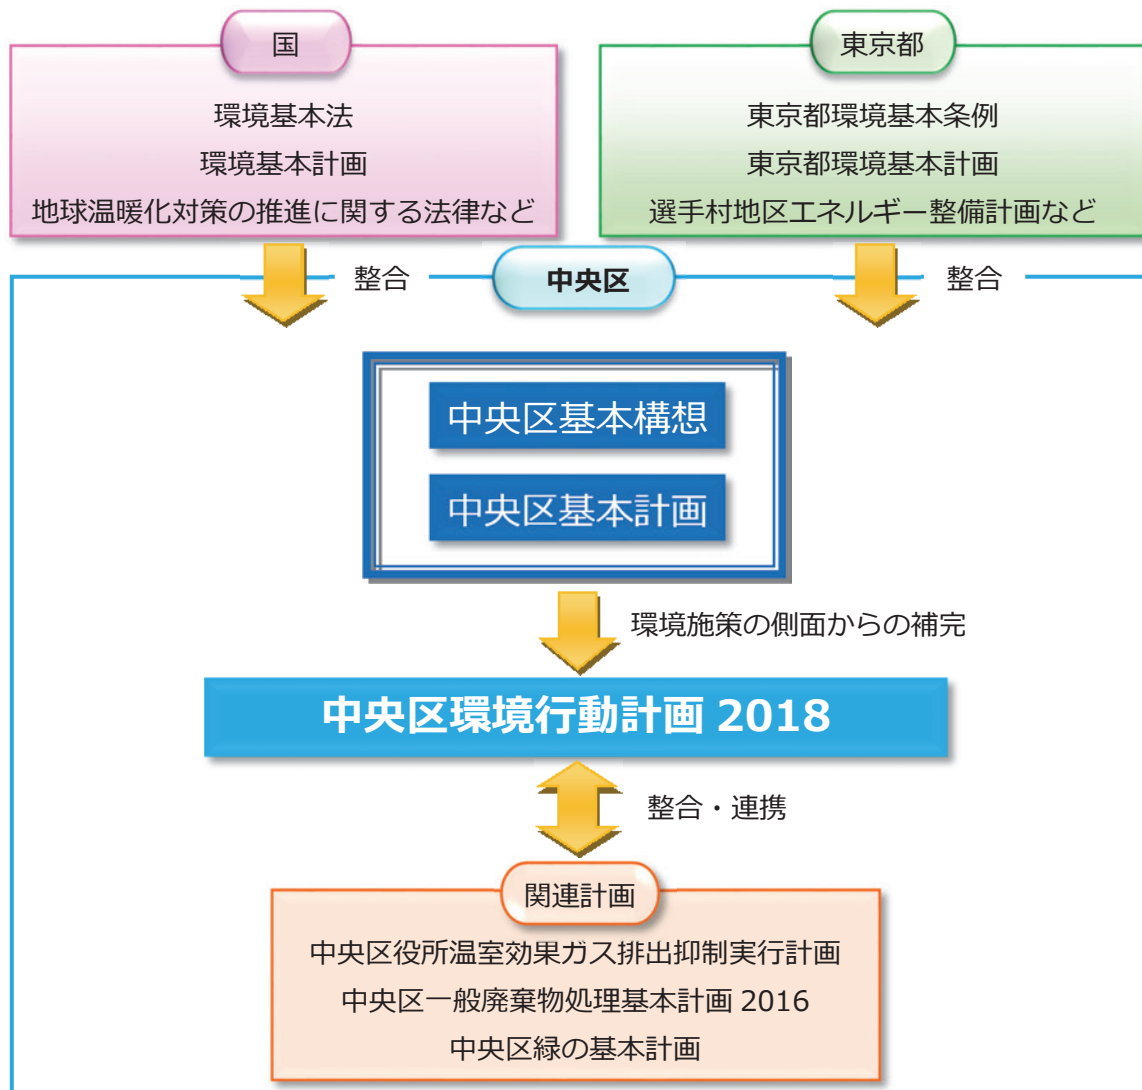 国
環境基本法
環境基本計画
地球温暖化対策の推進に関する法律など
東京都
東京都環境基本条例
東京都環境基本計画
選手村地区エネルギー整備計画など
整合
中央区
整合
中央区基本構想
中央区基本計画
環境施策の側面からの補完
中央区環境行動計画 2018
整合・連携
関連計画
中央区役所温室効果ガス排出抑制実行計画
中央区一般廃棄物処理基本計画 2016
中央区緑の基本計画